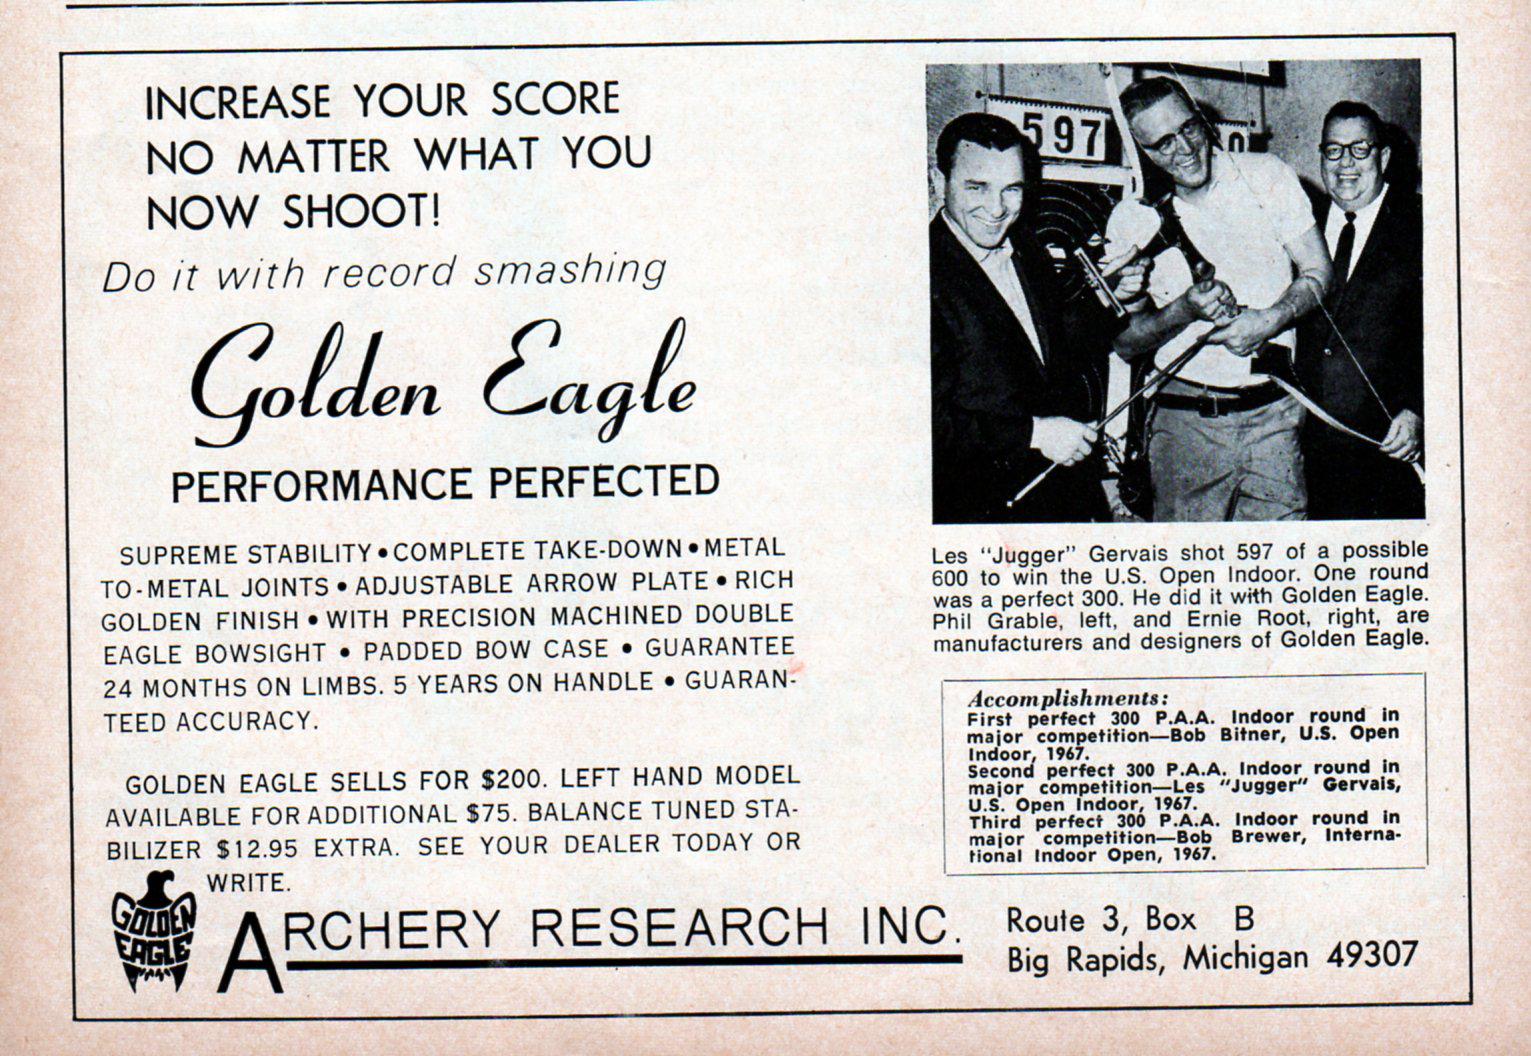 INCREASE YOUR SCORE
NO MATTER WHAT YOU
NOW SHOOT!
Do it with record smashing
Golden Eagle
PERFORMANCE PERFECTED
SUPREME STABILITY • COMPLETE TAKE-DOWN • METAL
TO-METAL JOINTS • ADJUSTABLE ARROW PLATE • RICH
GOLDEN FINISH • WITH PRECISION MACHINED DOUBLE
EAGLE BOWSIGHT • PADDED BOW CASE • GUARANTEE
24 MONTHS ON LIMBS. 5 YEARS ON HANDLE • GUARAN-
TEED ACCURACY.
GOLDEN EAGLE SELLS FOR $200. LEFT HAND MODEL
AVAILABLE FOR ADDITIONAL $75. BALANCE TUNED STA-
BILIZER $12.95 EXTRA. SEE YOUR DEALER TODAY OR
WRITE.
597
Les "Jugger" Gervais shot 597 of a possible
600 to win the U.S. Open Indoor. One round
was a perfect 300. He did it with Golden Eagle.
Phil Grable, left, and Ernie Root, right, are
manufacturers and designers of Golden Eagle.
Accomplishments:
First perfect 300 P.A.A. Indoor round in
major competition—Bob Bitner, U.S. Open
Indoor, 1967.
Second perfect 300 P.A.A. Indoor round in
major competition—Les "Jugger" Gervais,
U.S. Open Indoor, 1967.
Third perfect 300 P.A.A. Indoor round in
major competition—Bob Brewer, Interna-
tional Indoor Open, 1967.
GOLDEN
EAGLE
ARCHERY RESEARCH INC.
Route 3, Box B
Big Rapids, Michigan 49307